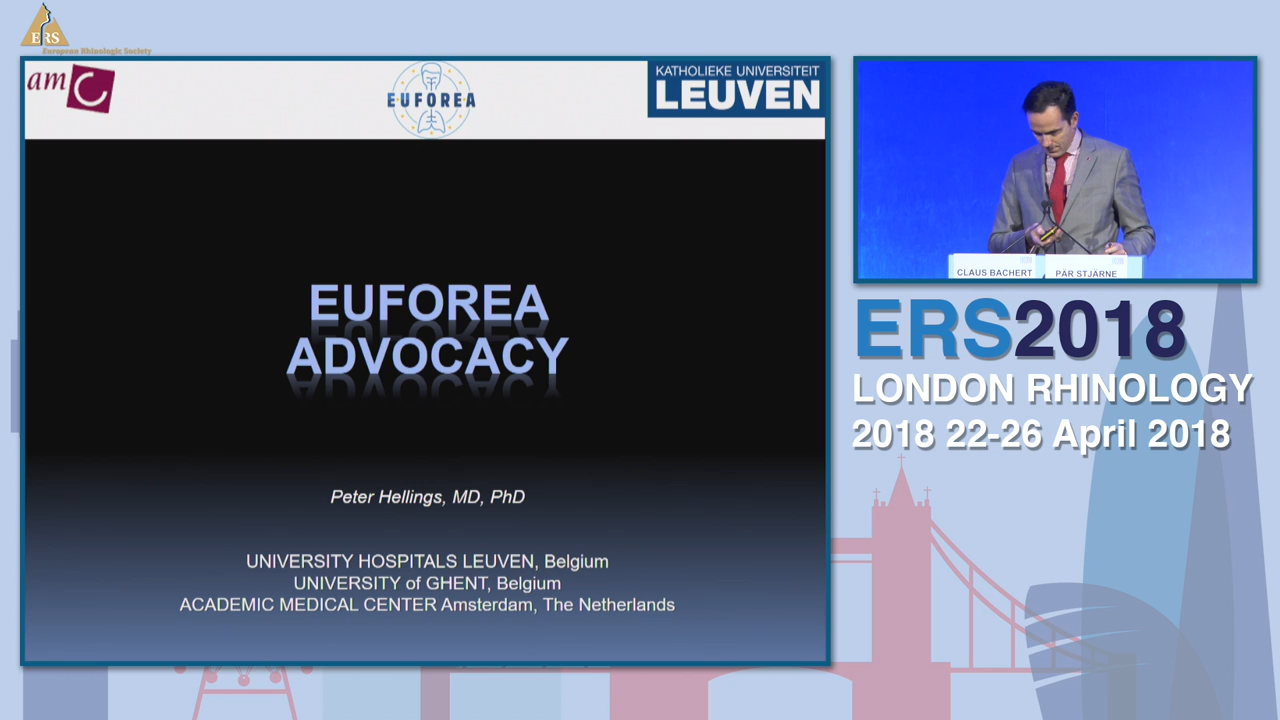 ERS
European Rhinologic Society
amc
EUFOREA
KATHOLIEKE UNIVERSITEIT
LEUVEN
EUFOREA
ADVOCACY
Peter Hellings, MD, PhD
UNIVERSITY HOSPITALS LEUVEN, Belgium
UNIVERSITY of GHENT, Belgium
ACADEMIC MEDICAL CENTER Amsterdam, The Netherlands
CLAUS BACHERT
PÄR STJÄRNE
ERS2018
LONDON RHINOLOGY
2018 22-26 April 2018